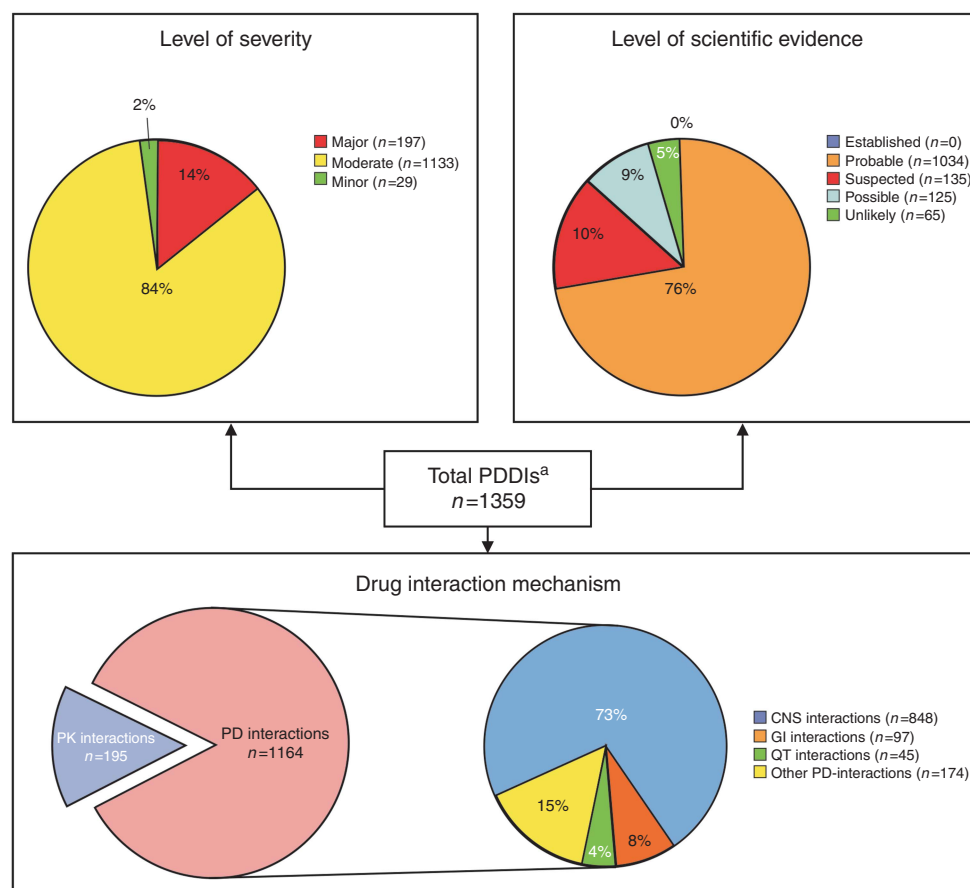 Level of severity
2%
14%
84%
Major (n=197)
Moderate (n=1133)
Minor (n=29)
Level of scientific evidence
0%
5%
9%
10%
76%
Established (n=0)
Probable (n=1034)
Suspected (n=135)
Possible (n=125)
Unlikely (n=65)
Total PDDIsᵃ
n=1359
Drug interaction mechanism
PK interactions
n=195
PD interactions
n=1164
73%
15%
4%
8%
CNS interactions (n=848)
GI interactions (n=97)
QT interactions (n=45)
Other PD-interactions (n=174)